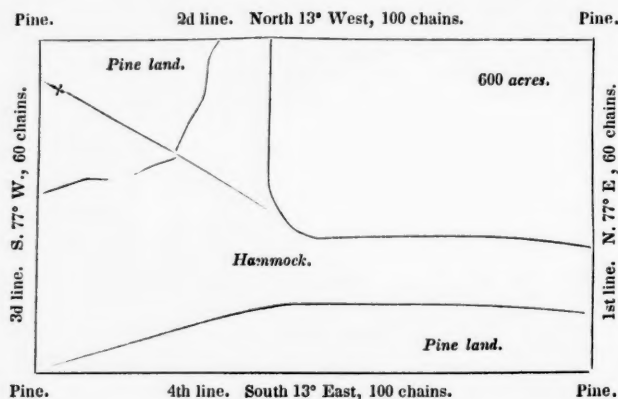 Pine. 2d line. North 13° West, 100 chains. Pine.
Pine land.
600 acres.
3d line. S. 77° W., 60 chains.
1st line. N. 77° E., 60 chains.
Hammock.
Pine land.
Pine. 4th line. South 13° East, 100 chains. Pine.